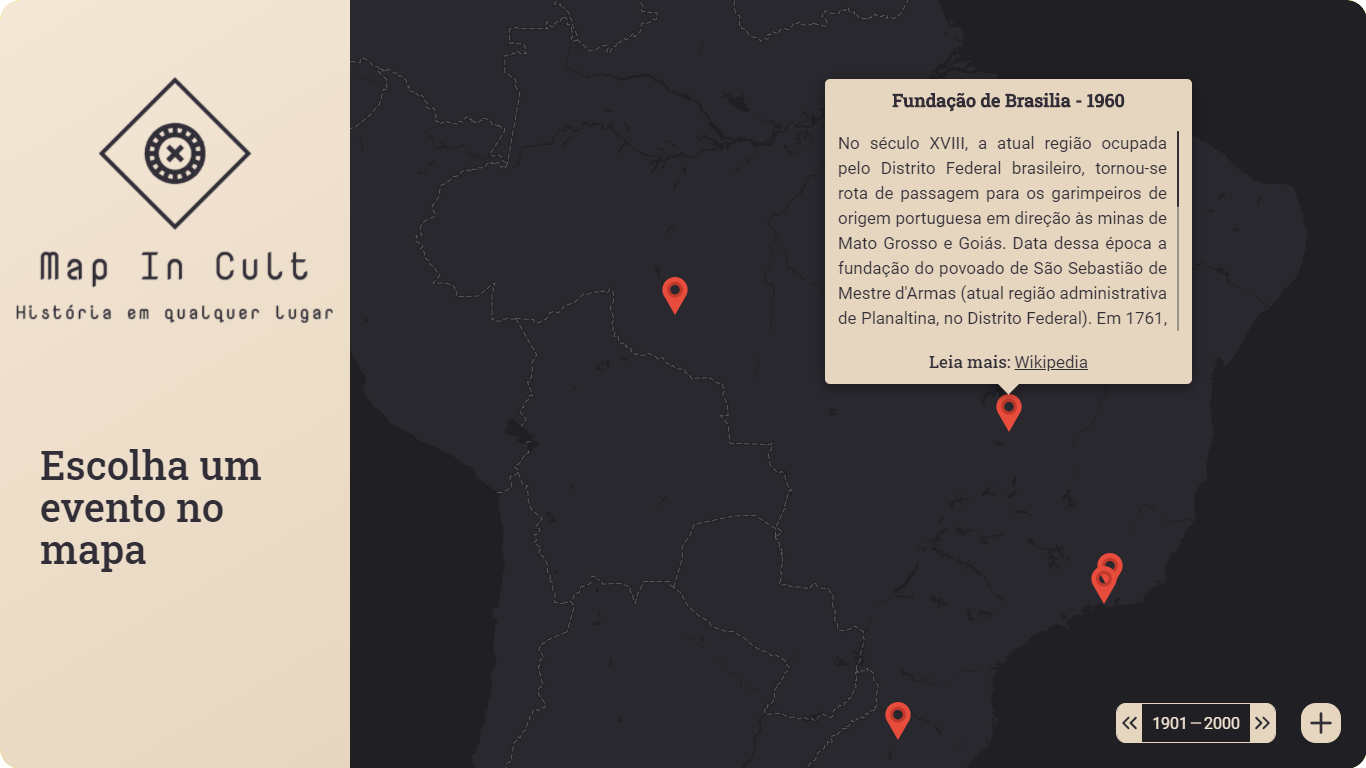 Map In Cult
História em qualquer lugar
Escolha um
evento no
mapa
Fundação de Brasilia - 1960
No século XVIII, a atual região ocupada
pelo Distrito Federal brasileiro, tornou-se
rota de passagem para os garimpeiros de
origem portuguesa em direção às minas de
Mato Grosso e Goiás. Data dessa época a
fundação do povoado de São Sebastião de
Mestre d'Armas (atual região administrativa
de Planaltina, no Distrito Federal). Em 1761,
Leia mais: Wikipedia
1901 — 2000